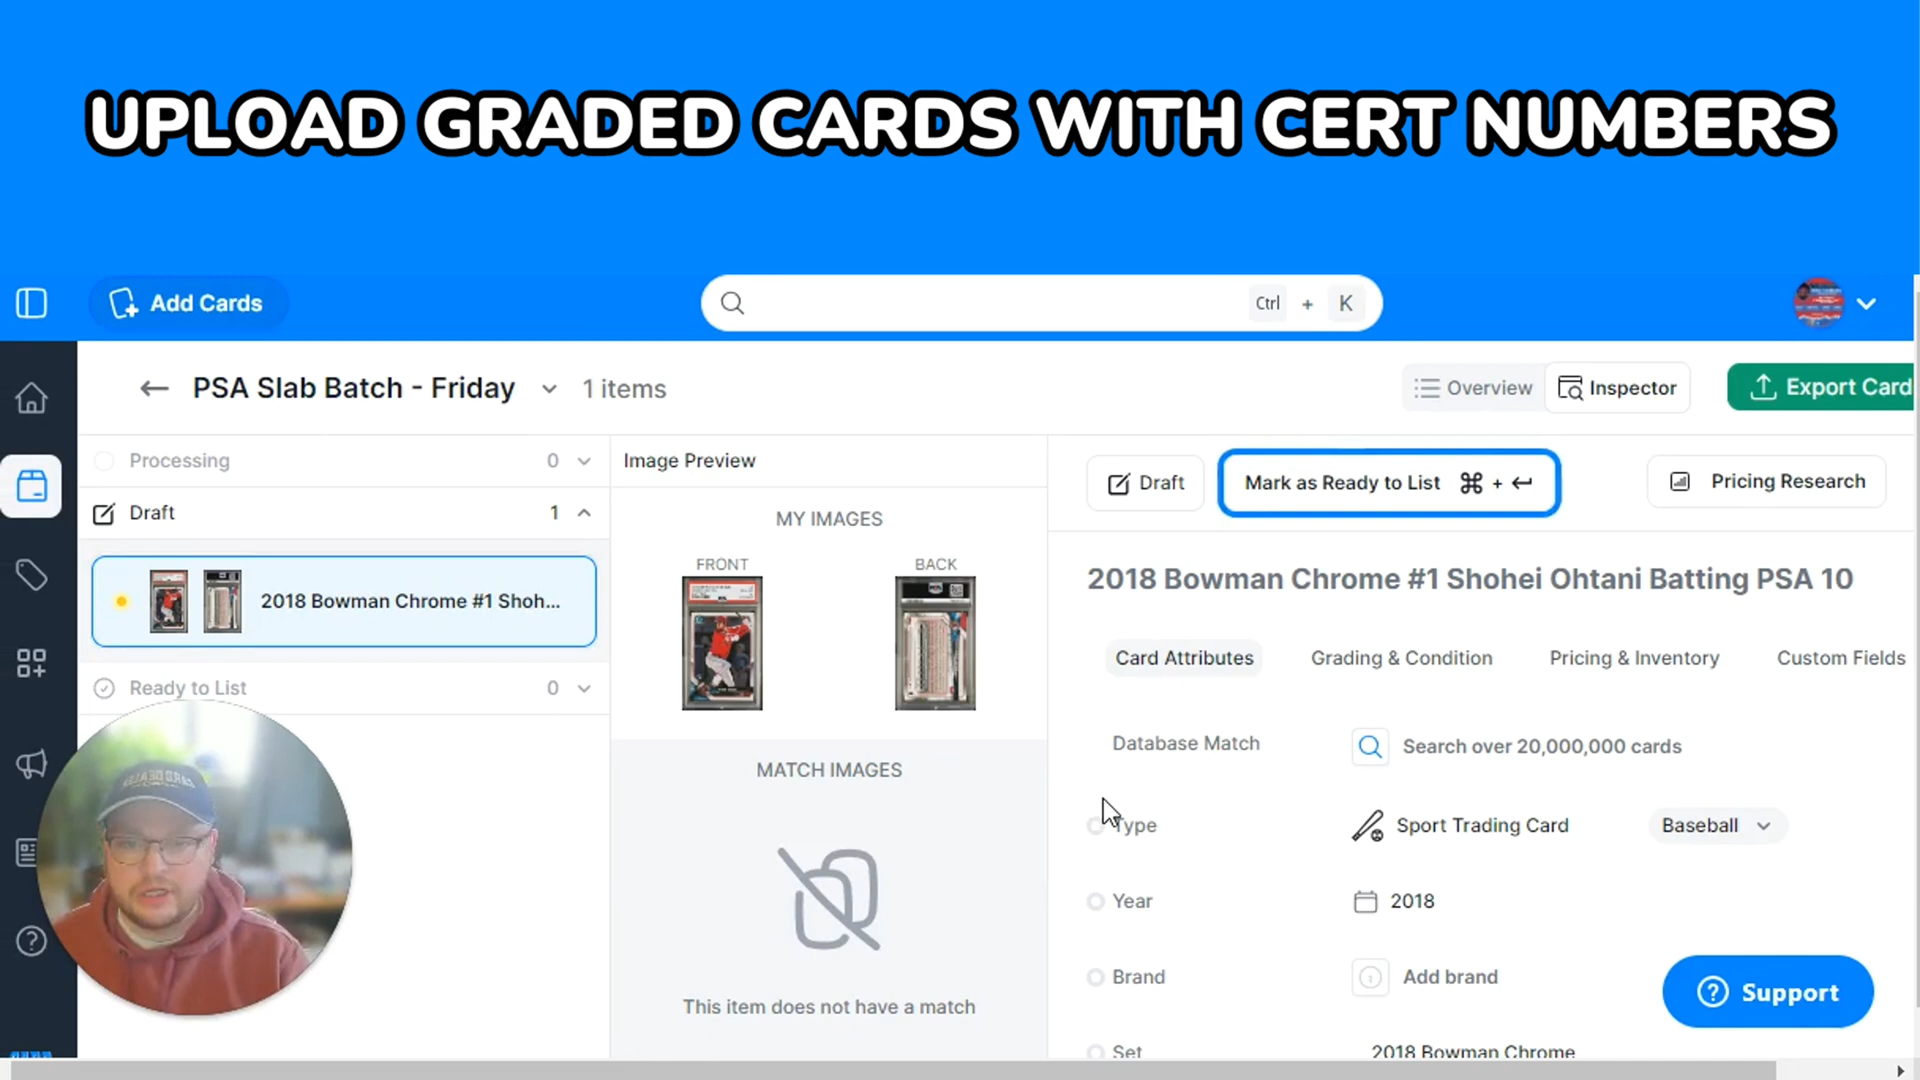 UPLOAD GRADED CARDS WITH CERT NUMBERS
Add Cards
Ctrl + K
PSA Slab Batch - Friday
1 items
Overview
Inspector
Export Card
Processing 0
Draft 1
2018 Bowman Chrome #1 Shoh...
Ready to List 0
Image Preview
MY IMAGES
FRONT BACK
MATCH IMAGES
This item does not have a match
Draft
Mark as Ready to List ⌘ + ↵
Pricing Research
2018 Bowman Chrome #1 Shohei Ohtani Batting PSA 10
Card Attributes Grading & Condition Pricing & Inventory Custom Fields
Database Match Search over 20,000,000 cards
Type Sport Trading Card Baseball
Year 2018
Brand Add brand
Set 2018 Bowman Chrome
Support